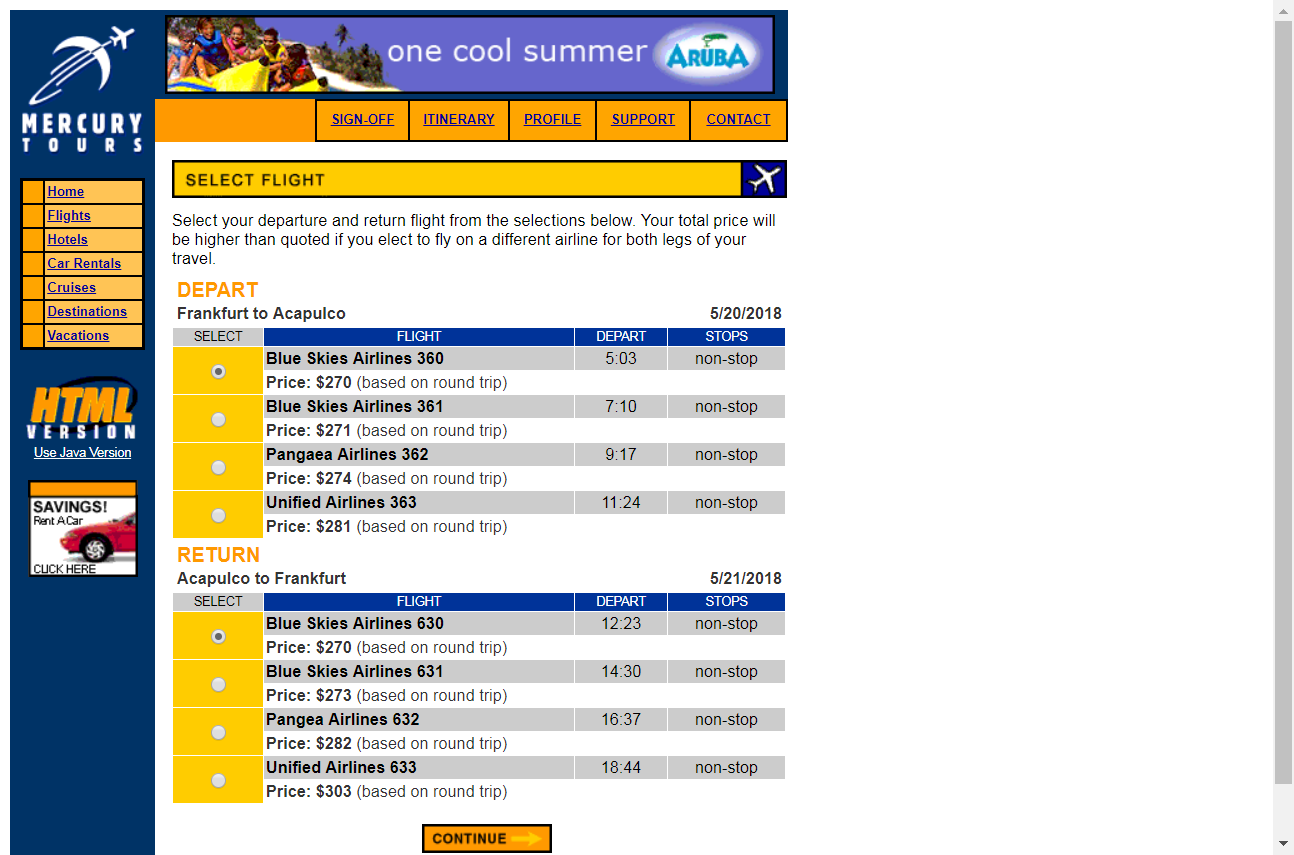 one cool summer ARUBA
MERCURY
TOURS
SIGN-OFF ITINERARY PROFILE SUPPORT CONTACT
Home
Flights
Hotels
Car Rentals
Cruises
Destinations
Vacations
HTML
VERSION
Use Java Version
SAVINGS!
Rent A Car
CLICK HERE
SELECT FLIGHT
Select your departure and return flight from the selections below. Your total price will
be higher than quoted if you elect to fly on a different airline for both legs of your
travel.
DEPART
Frankfurt to Acapulco 5/20/2018
SELECT FLIGHT DEPART STOPS
Blue Skies Airlines 360 5:03 non-stop
Price: $270 (based on round trip)
Blue Skies Airlines 361 7:10 non-stop
Price: $271 (based on round trip)
Pangaea Airlines 362 9:17 non-stop
Price: $274 (based on round trip)
Unified Airlines 363 11:24 non-stop
Price: $281 (based on round trip)
RETURN
Acapulco to Frankfurt 5/21/2018
SELECT FLIGHT DEPART STOPS
Blue Skies Airlines 630 12:23 non-stop
Price: $270 (based on round trip)
Blue Skies Airlines 631 14:30 non-stop
Price: $273 (based on round trip)
Pangea Airlines 632 16:37 non-stop
Price: $282 (based on round trip)
Unified Airlines 633 18:44 non-stop
Price: $303 (based on round trip)
CONTINUE